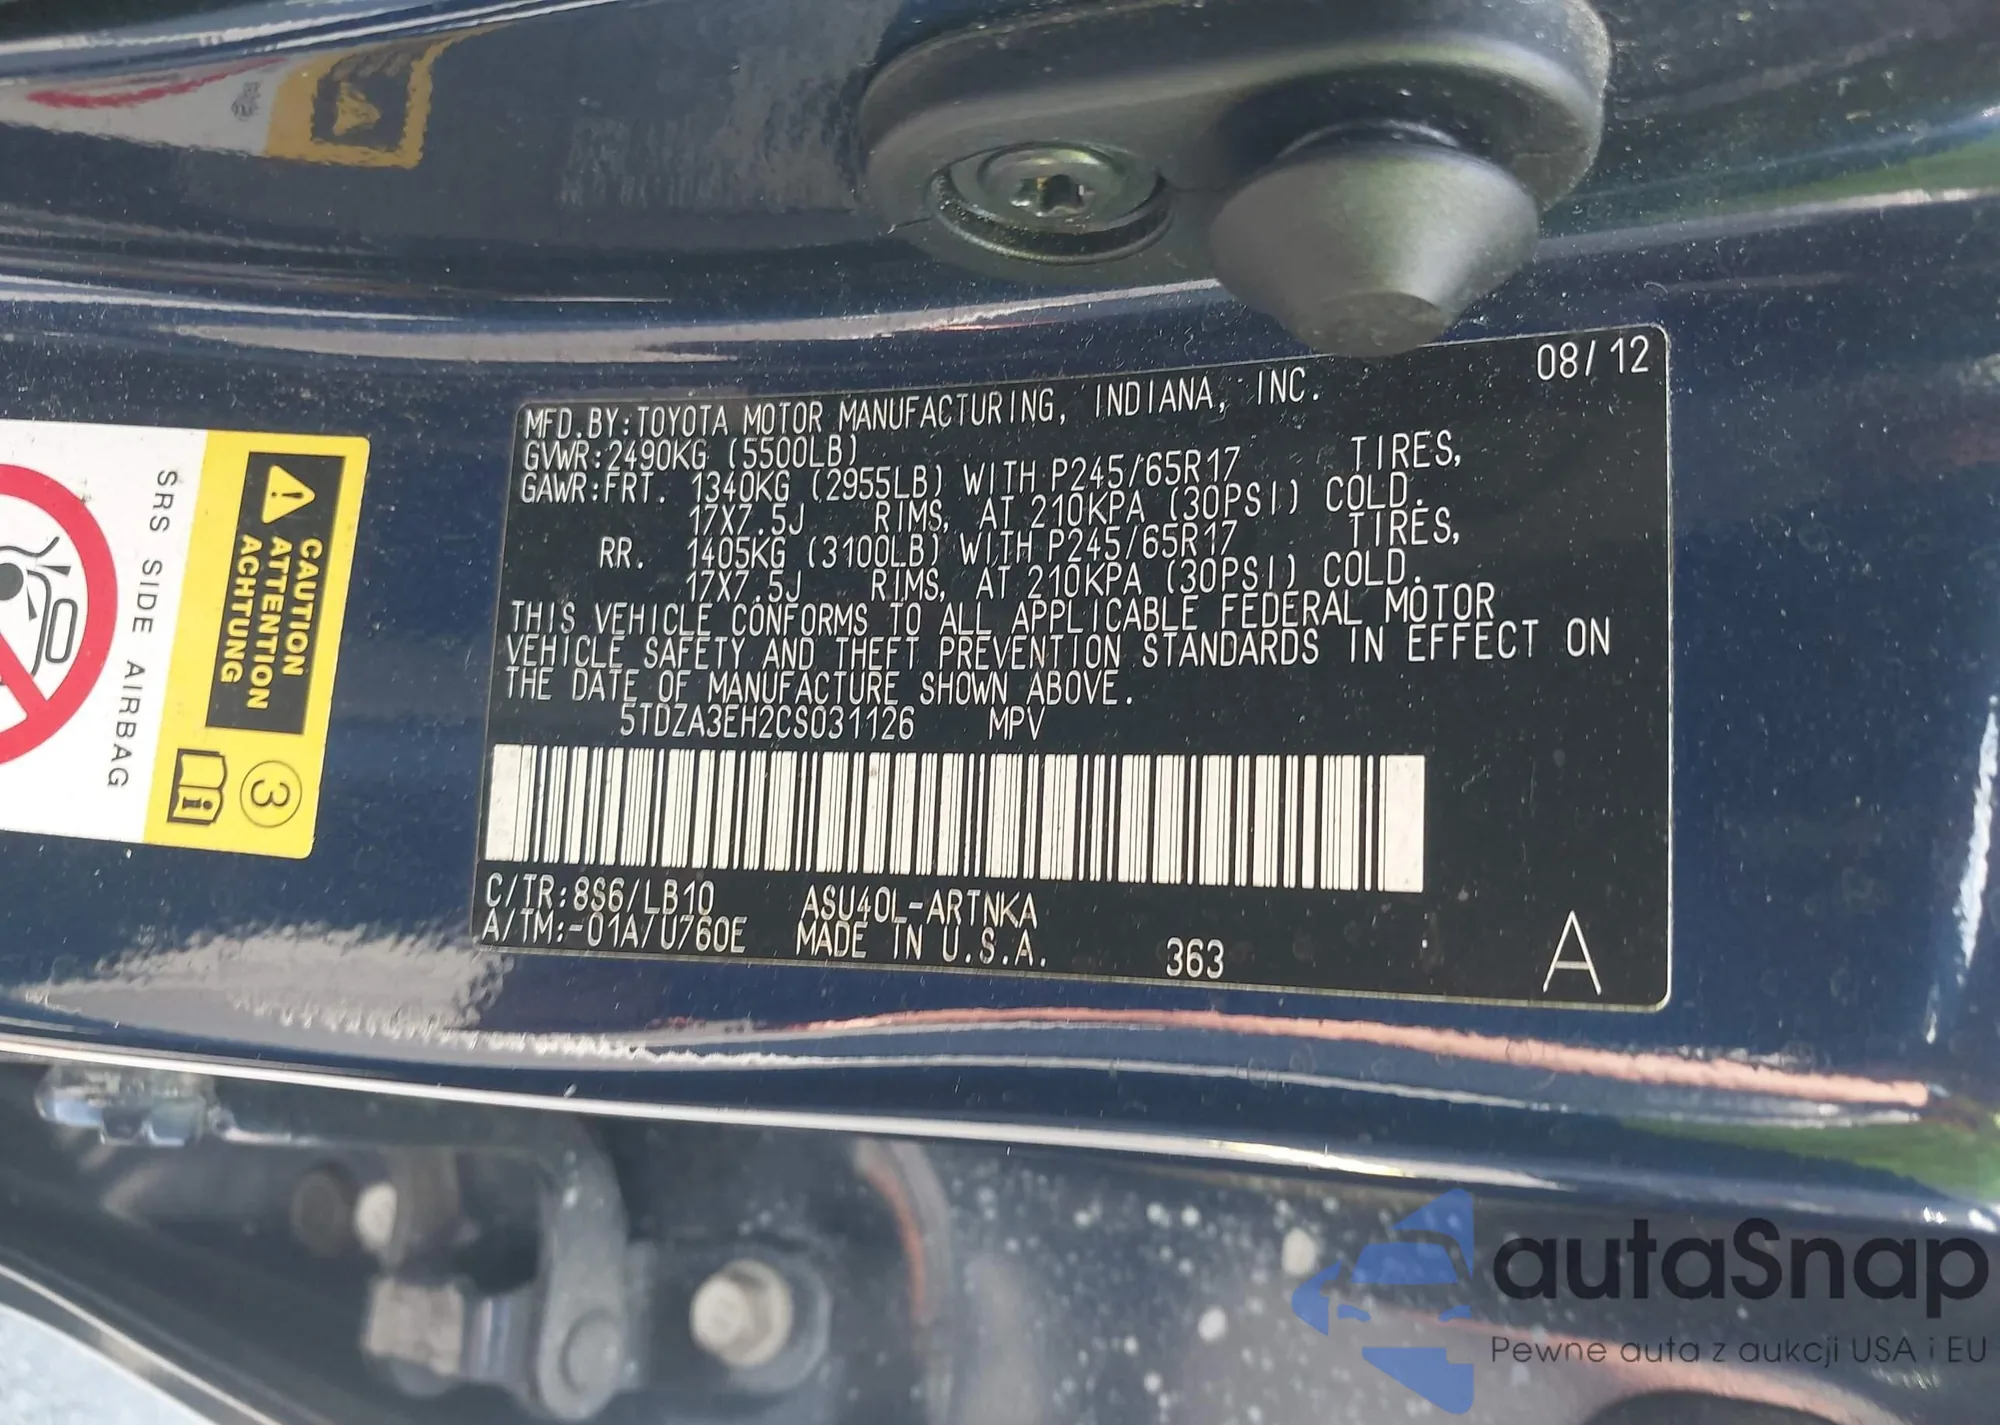 08/12
MFD.BY:TOYOTA MOTOR MANUFACTURING, INDIANA, INC.
GVWR:2490KG (5500LB)
GAWR:FRT. 1340KG (2955LB) WITH P245/65R17 TIRES,
17X7.5J RIMS, AT 210KPA (30PSI) COLD.
RR. 1405KG (3100LB) WITH P245/65R17 TIRES,
17X7.5J RIMS, AT 210KPA (30PSI) COLD.
THIS VEHICLE CONFORMS TO ALL APPLICABLE FEDERAL MOTOR
VEHICLE SAFETY AND THEFT PREVENTION STANDARDS IN EFFECT ON
THE DATE OF MANUFACTURE SHOWN ABOVE.
5TDZA3EH2CS031126 MPV
C/TR:8S6/LB10 ASU40L-ARTNKA
A/TM:-01A/U760E MADE IN U.S.A. 363 A
CAUTION
ATTENTION
ACHTUNG
3
SRS SIDE AIRBAG
autaSnap
Pewne auta z aukcji USA i EU